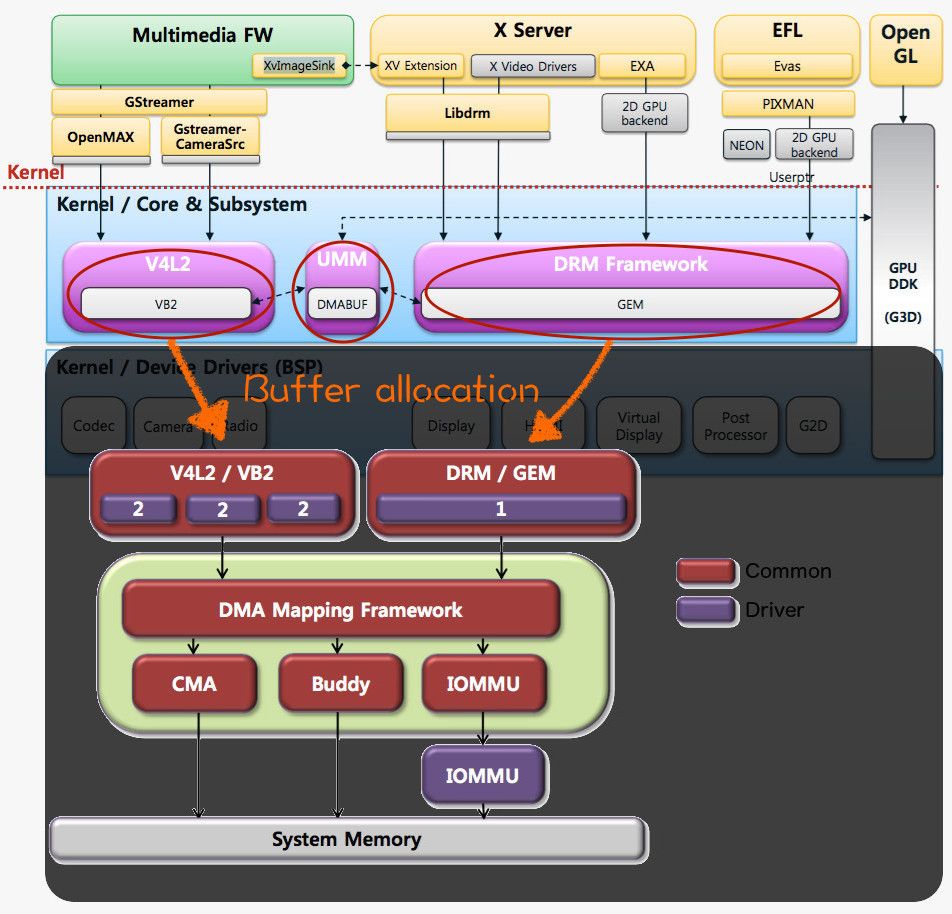 Multimedia FW
X Server
EFL
Open
GL
XvImageSink
XV Extension
X Video Drivers
EXA
Evas
GStreamer
Libdrm
2D GPU
backend
PIXMAN
OpenMAX
Gstreamer-
CameraSrc
NEON
2D GPU
backend
Kernel
Userptr
Kernel / Core & Subsystem
V4L2
UMM
DRM Framework
VB2
DMABUF
GEM
GPU
DDK
(G3D)
Kernel / Device Drivers (BSP)
Buffer allocation
Codec
Camera
Radio
Display
HDMI
Virtual
Display
Post
Processor
G2D
V4L2 / VB2
DRM / GEM
2
2
2
1
Common
Driver
DMA Mapping Framework
CMA
Buddy
IOMMU
IOMMU
System Memory